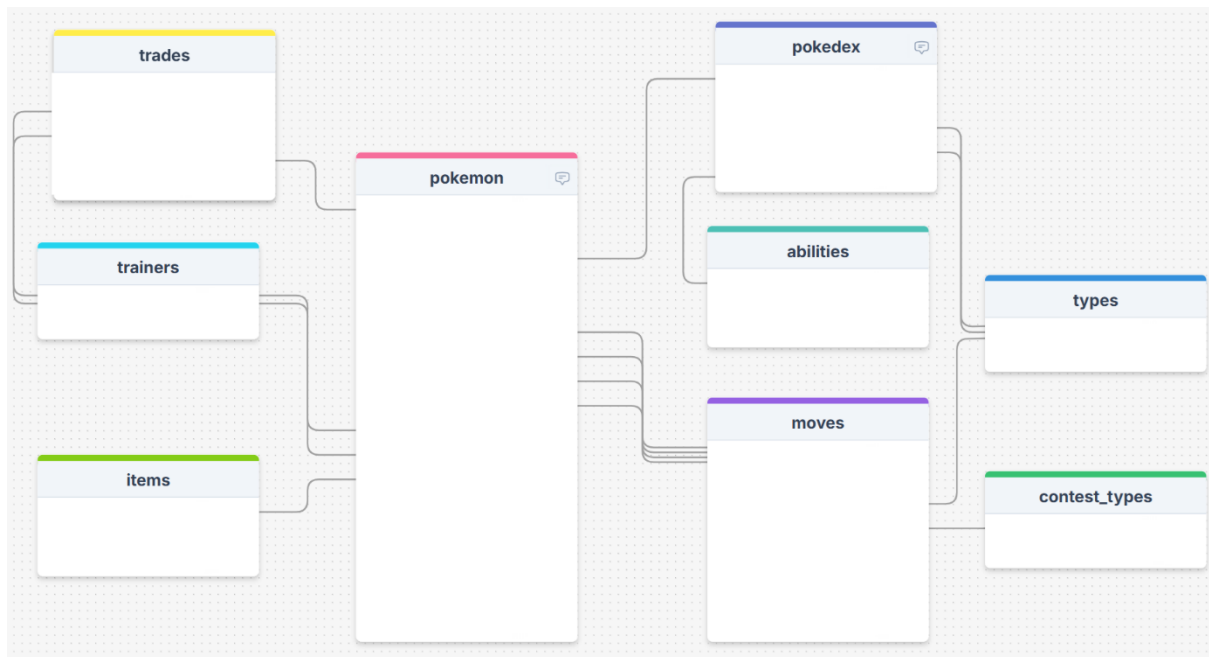 trades
pokedex
pokemon
trainers
abilities
types
moves
items
contest_types